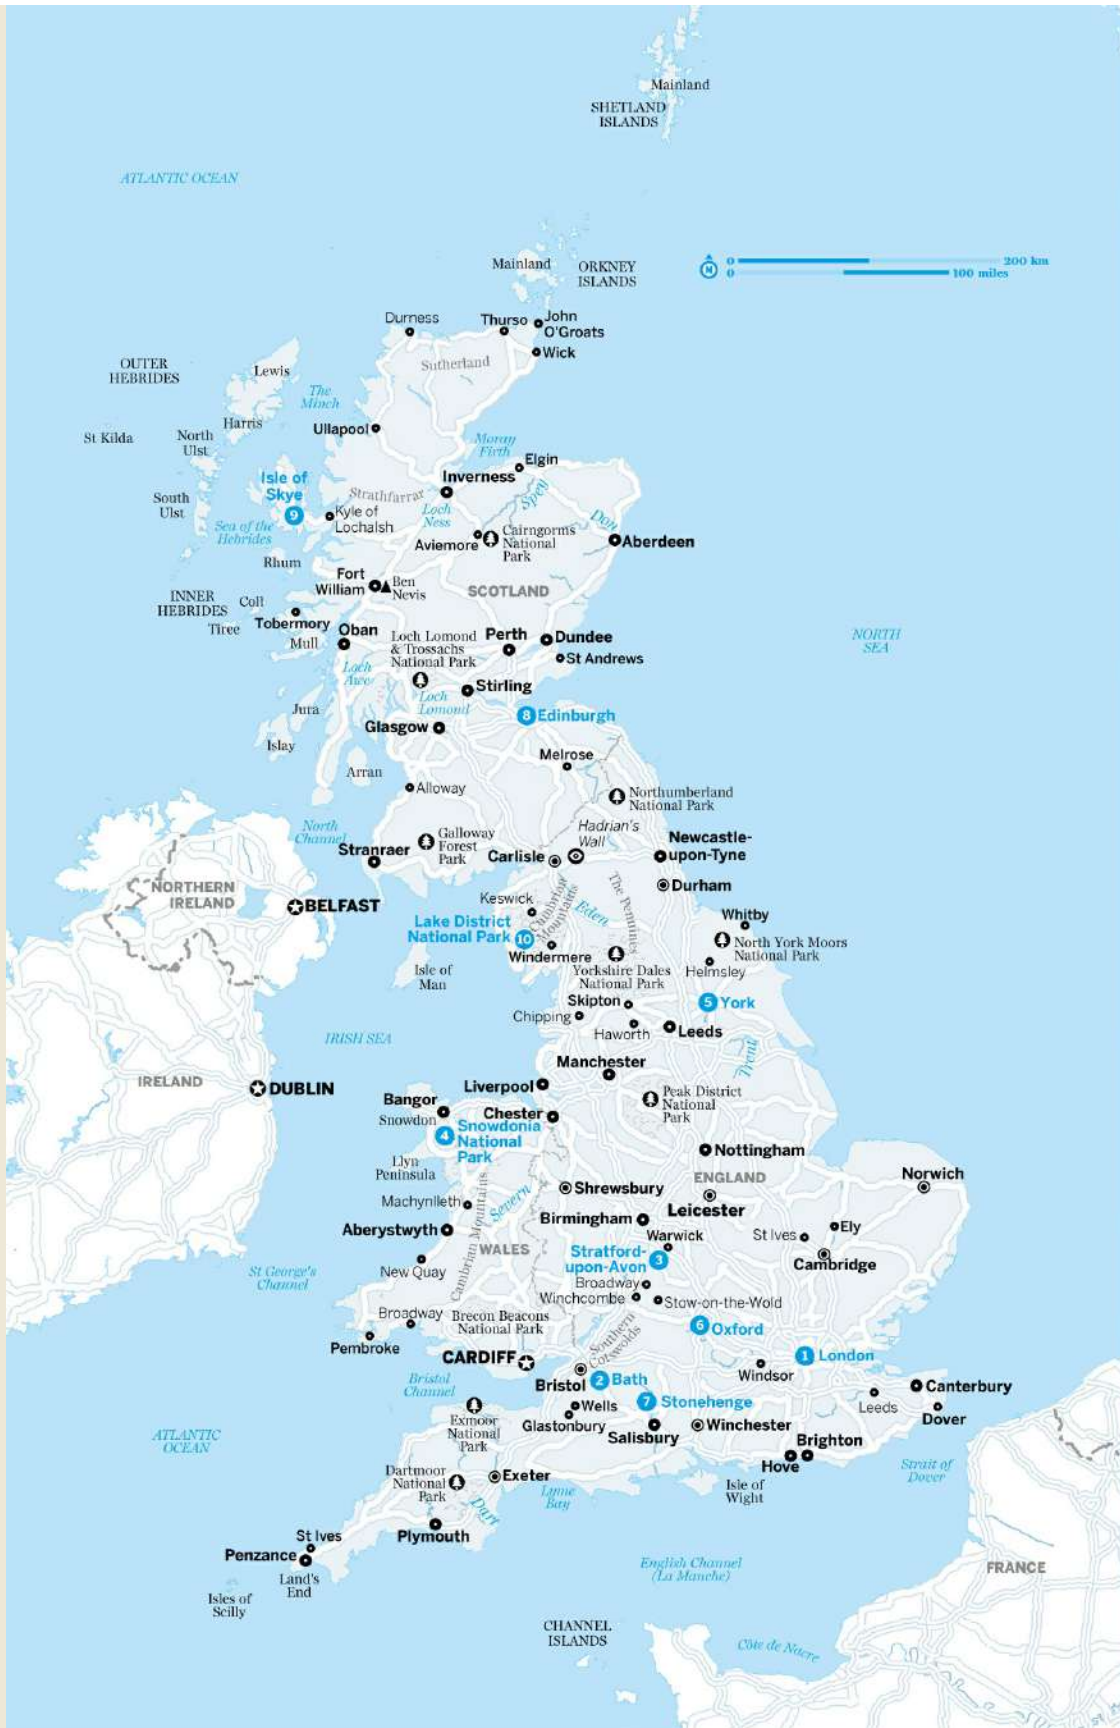 Mainland
SHETLAND
ISLANDS
ATLANTIC OCEAN
Mainland
ORKNEY
ISLANDS
N
0
200 km
0
100 miles
Durness
Thurso
John
O'Groats
Wick
Sutherland
OUTER
HEBRIDES
Lewis
The
Minch
Harris
St Kilda
North
Uist
Ullapool
Moray
Firth
Elgin
Inverness
Isle of
Skye
9
Strathfarrar
Spey
South
Uist
Kyle of
Lochalsh
Loch
Ness
Don
Sea of the
Hebrides
Aviemore
Cairngorms
National
Park
Aberdeen
Rhum
Fort
William
Ben
Nevis
SCOTLAND
INNER
HEBRIDES
Coll
Tiree
Tobermory
Mull
Oban
Loch Lomond
& Trossachs
National Park
Perth
Dundee
St Andrews
NORTH
SEA
Loch
Awe
Stirling
Loch
Lomond
Jura
8 Edinburgh
Glasgow
Islay
Melrose
Arran
Alloway
Northumberland
National Park
North
Channel
Galloway
Forest
Park
Hadrian's
Wall
Newcastle-
upon-Tyne
Stranraer
Carlisle
Durham
NORTHERN
IRELAND
BELFAST
Keswick
Cumbrian
Mountains
Eden
The Pennines
Whitby
Lake District
National Park 10
North York Moors
National Park
Windermere
Isle of
Man
Yorkshire Dales
National Park
Helmsley
Skipton
5 York
Chipping
Haworth
Leeds
IRISH SEA
Trent
Manchester
IRELAND
DUBLIN
Liverpool
Bangor
Snowdon
Chester
Peak District
National
Park
4
Snowdonia
National
Park
Nottingham
Llyn
Peninsula
ENGLAND
Norwich
Shrewsbury
Machynlleth
Severn
Leicester
Birmingham
Aberystwyth
Cambrian Mountains
WALES
Warwick
St Ives
Ely
Stratford-
upon-Avon 3
Cambridge
St George's
Channel
New Quay
Broadway
Winchcombe
Stow-on-the-Wold
Broadway
Brecon Beacons
National Park
Southern
Cotswolds
6 Oxford
Pembroke
CARDIFF
1 London
Windsor
Bristol
2 Bath
Bristol
Channel
Canterbury
7 Stonehenge
Leeds
Wells
Glastonbury
Dover
Exmoor
National
Park
Salisbury
Winchester
ATLANTIC
OCEAN
Brighton
Hove
Strait of
Dover
Dartmoor
National
Park
Exeter
Lyme
Bay
Isle of
Wight
Dart
Plymouth
St Ives
Penzance
Land's
End
Isles of
Scilly
English Channel
(La Manche)
FRANCE
CHANNEL
ISLANDS
Côte de Nacre